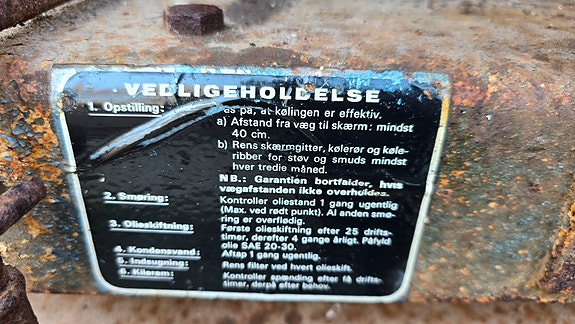 VEDLIGEHOLDELSE
1. Opstilling: Pas på, at kølingen er effektiv.
a) Afstand fra væg til skærm: mindst
40 cm.
b) Rens skærmgitter, kølerør og køle-
ribber for støv og smuds mindst
hver tredie måned.
NB.: Garantien bortfalder, hvis
vægafstanden ikke overholdes.
2. Smøring: Kontroller oliestand 1 gang ugentlig
(Max. ved rødt punkt). Al anden smø-
ring er overflødig.
3. Olieskiftning: Første olieskiftning efter 25 drifts-
timer, derefter 4 gange årligt. Påfyld
olie SAE 20-30.
4. Kondensvand: Aftap 1 gang ugentlig.
5. Indsugning: Rens filter ved hvert olieskift.
6. Kilerem: Kontroller spænding efter få drifts-
timer, derpå efter behov.